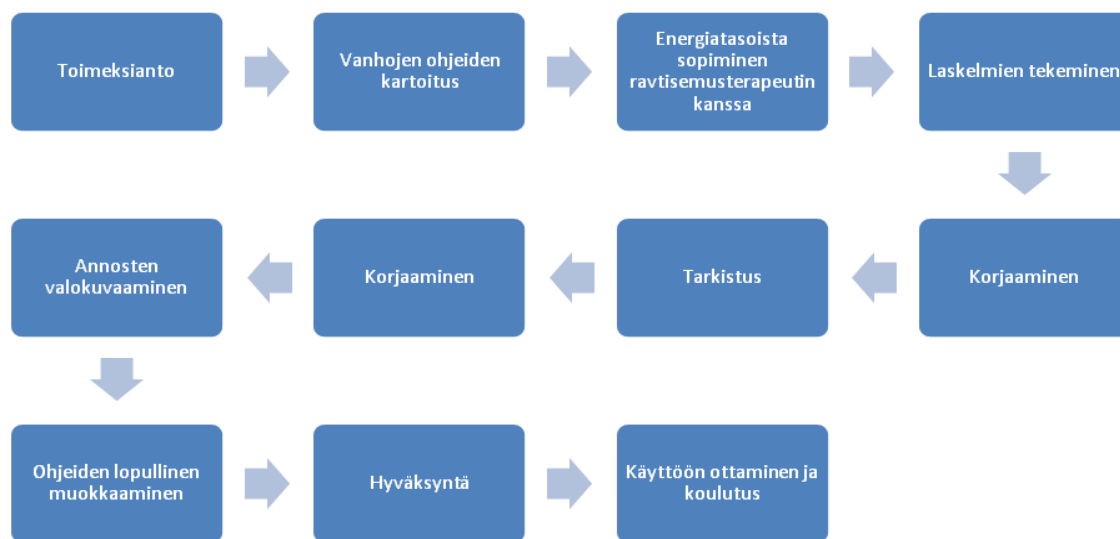 Toimeksianto
Vanhojen ohjeiden
kartoitus
Energiatasoista
sopiminen
ravtisemusterapeutin
kanssa
Laskelmien tekeminen
Korjaaminen
Tarkistus
Korjaaminen
Annosten
valokuvaaminen
Ohjeiden lopullinen
muokkaaminen
Hyväksyntä
Käyttöön ottaminen ja
koulutus